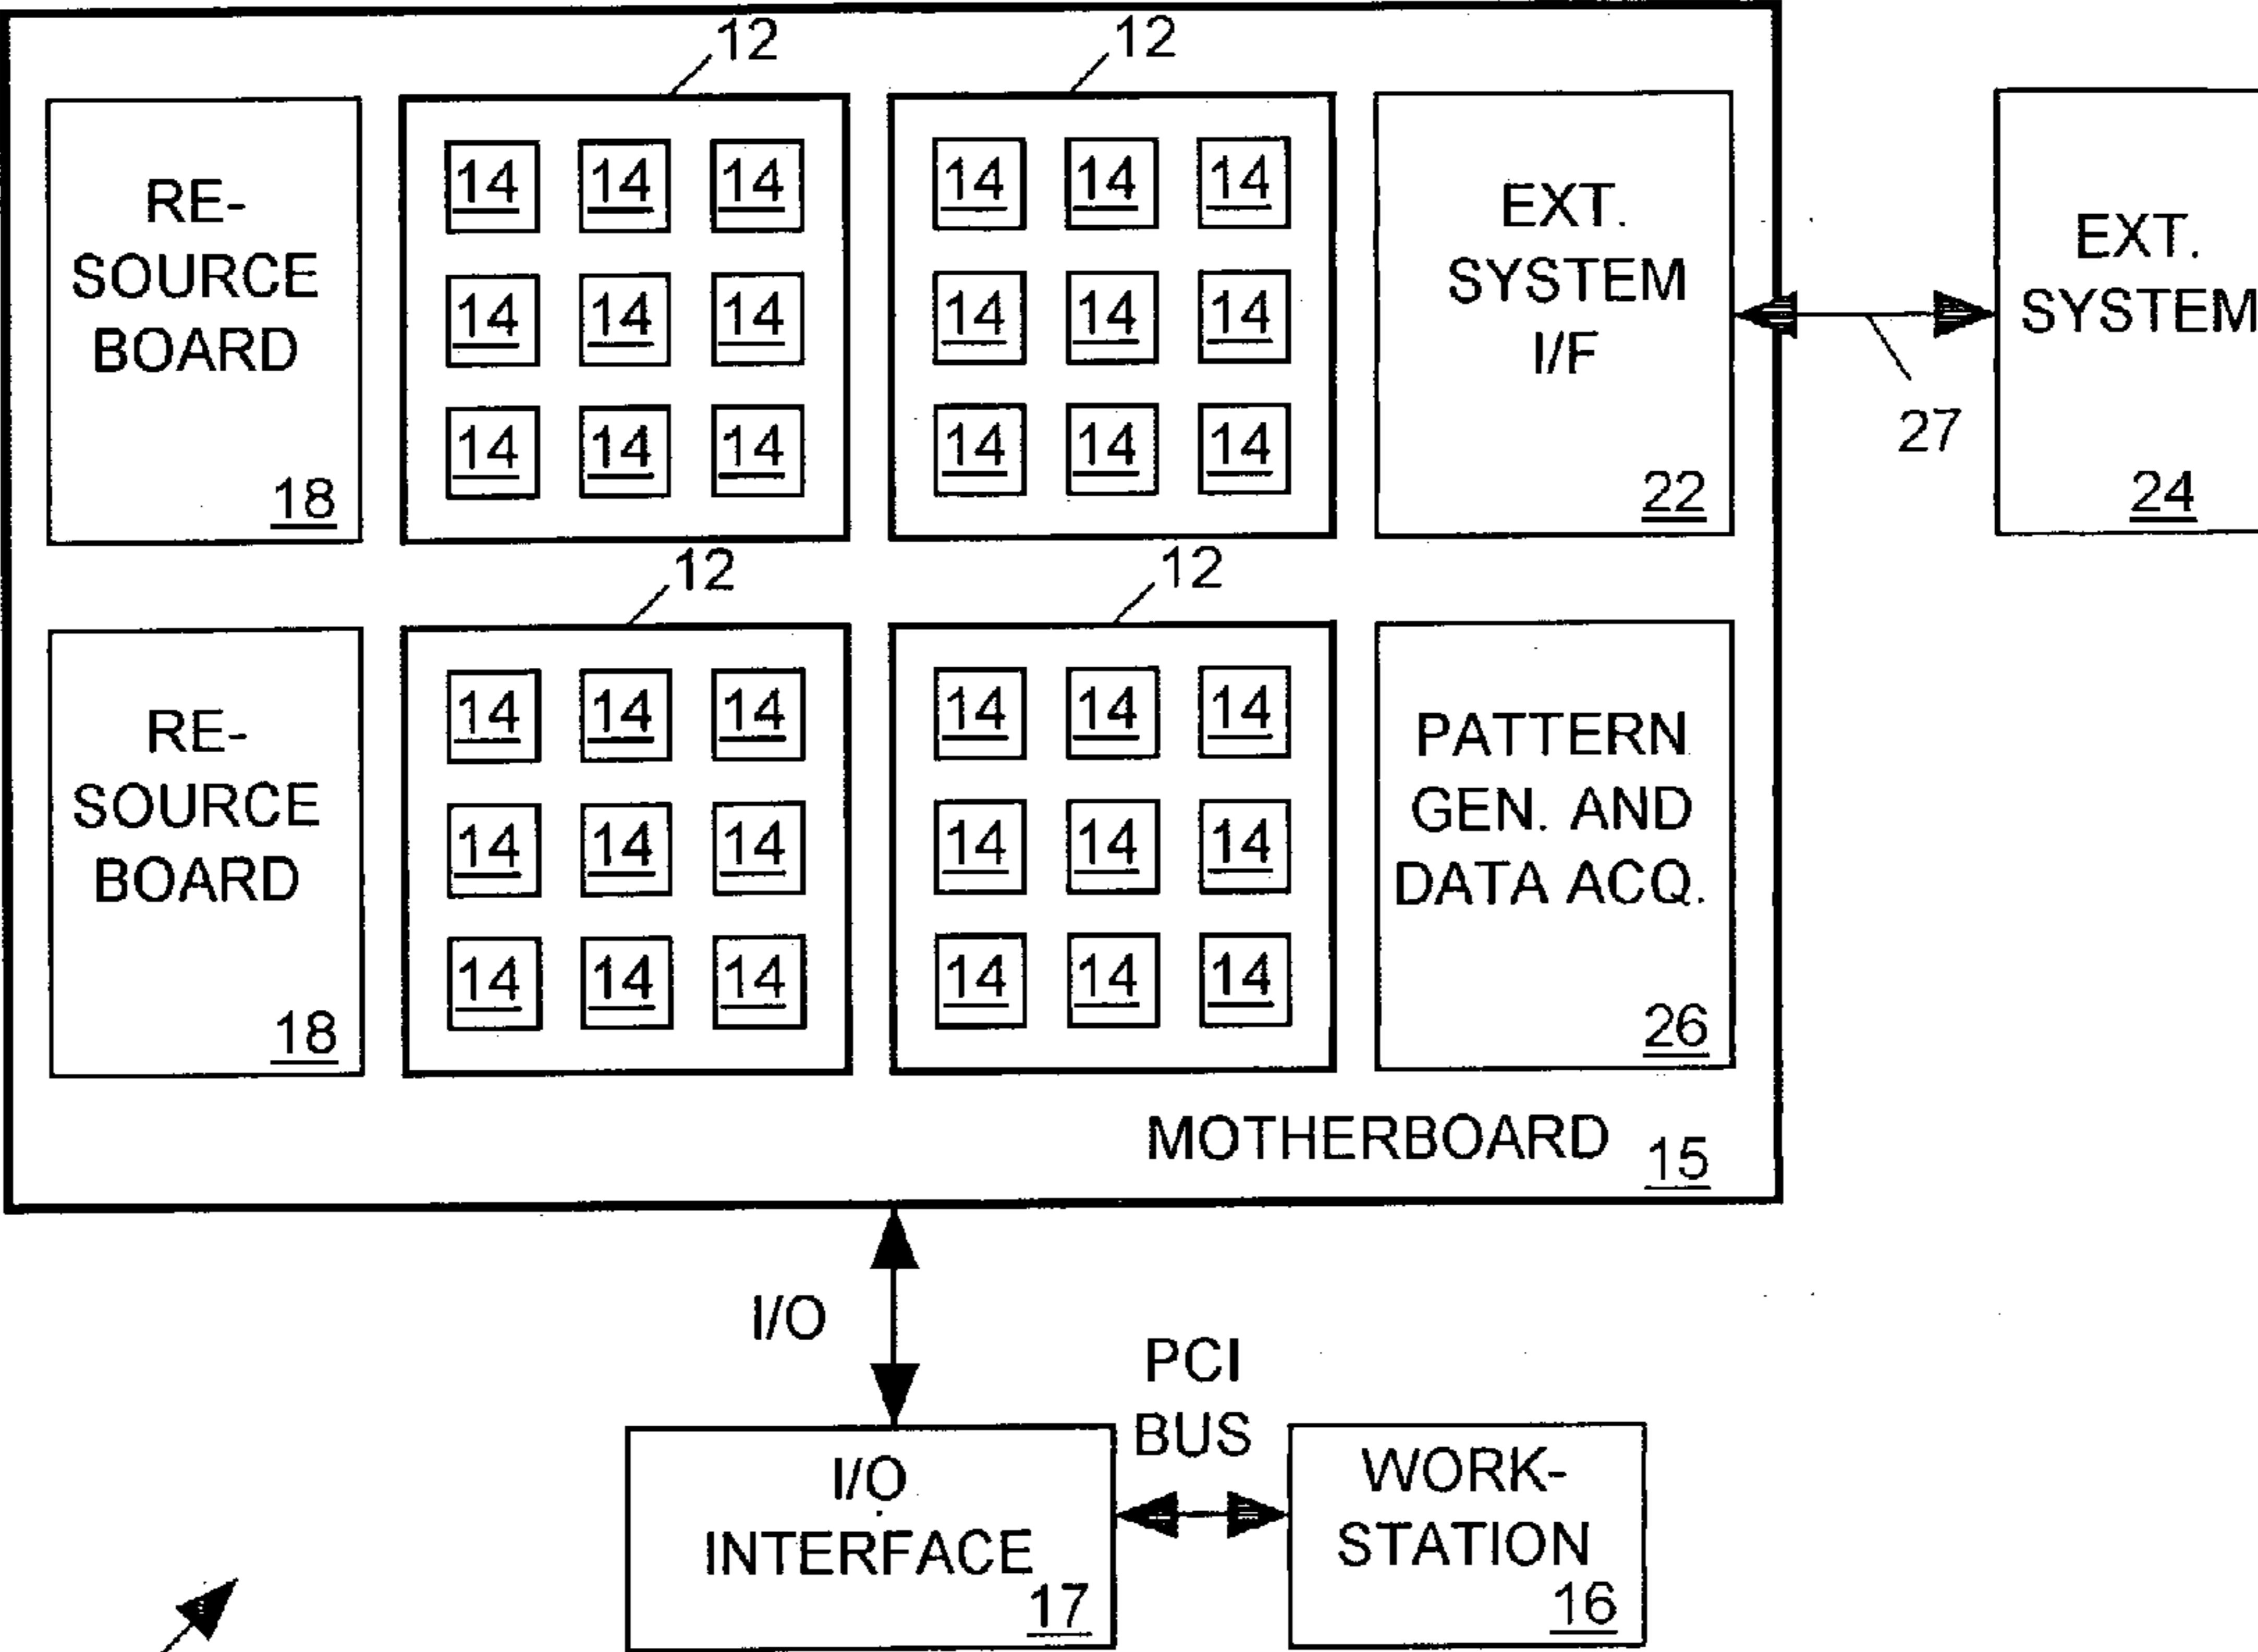 12
12
RE-
SOURCE
BOARD
18
14 14 14
14 14 14
14 14 14
14 14 14
14 14 14
14 14 14
EXT.
SYSTEM
I/F
22
27
EXT.
SYSTEM
24
12
12
RE-
SOURCE
BOARD
18
14 14 14
14 14 14
14 14 14
14 14 14
14 14 14
14 14 14
PATTERN
GEN. AND
DATA ACQ.
26
MOTHERBOARD 15
I/O
I/O
INTERFACE
17
PCI
BUS
WORK-
STATION
16